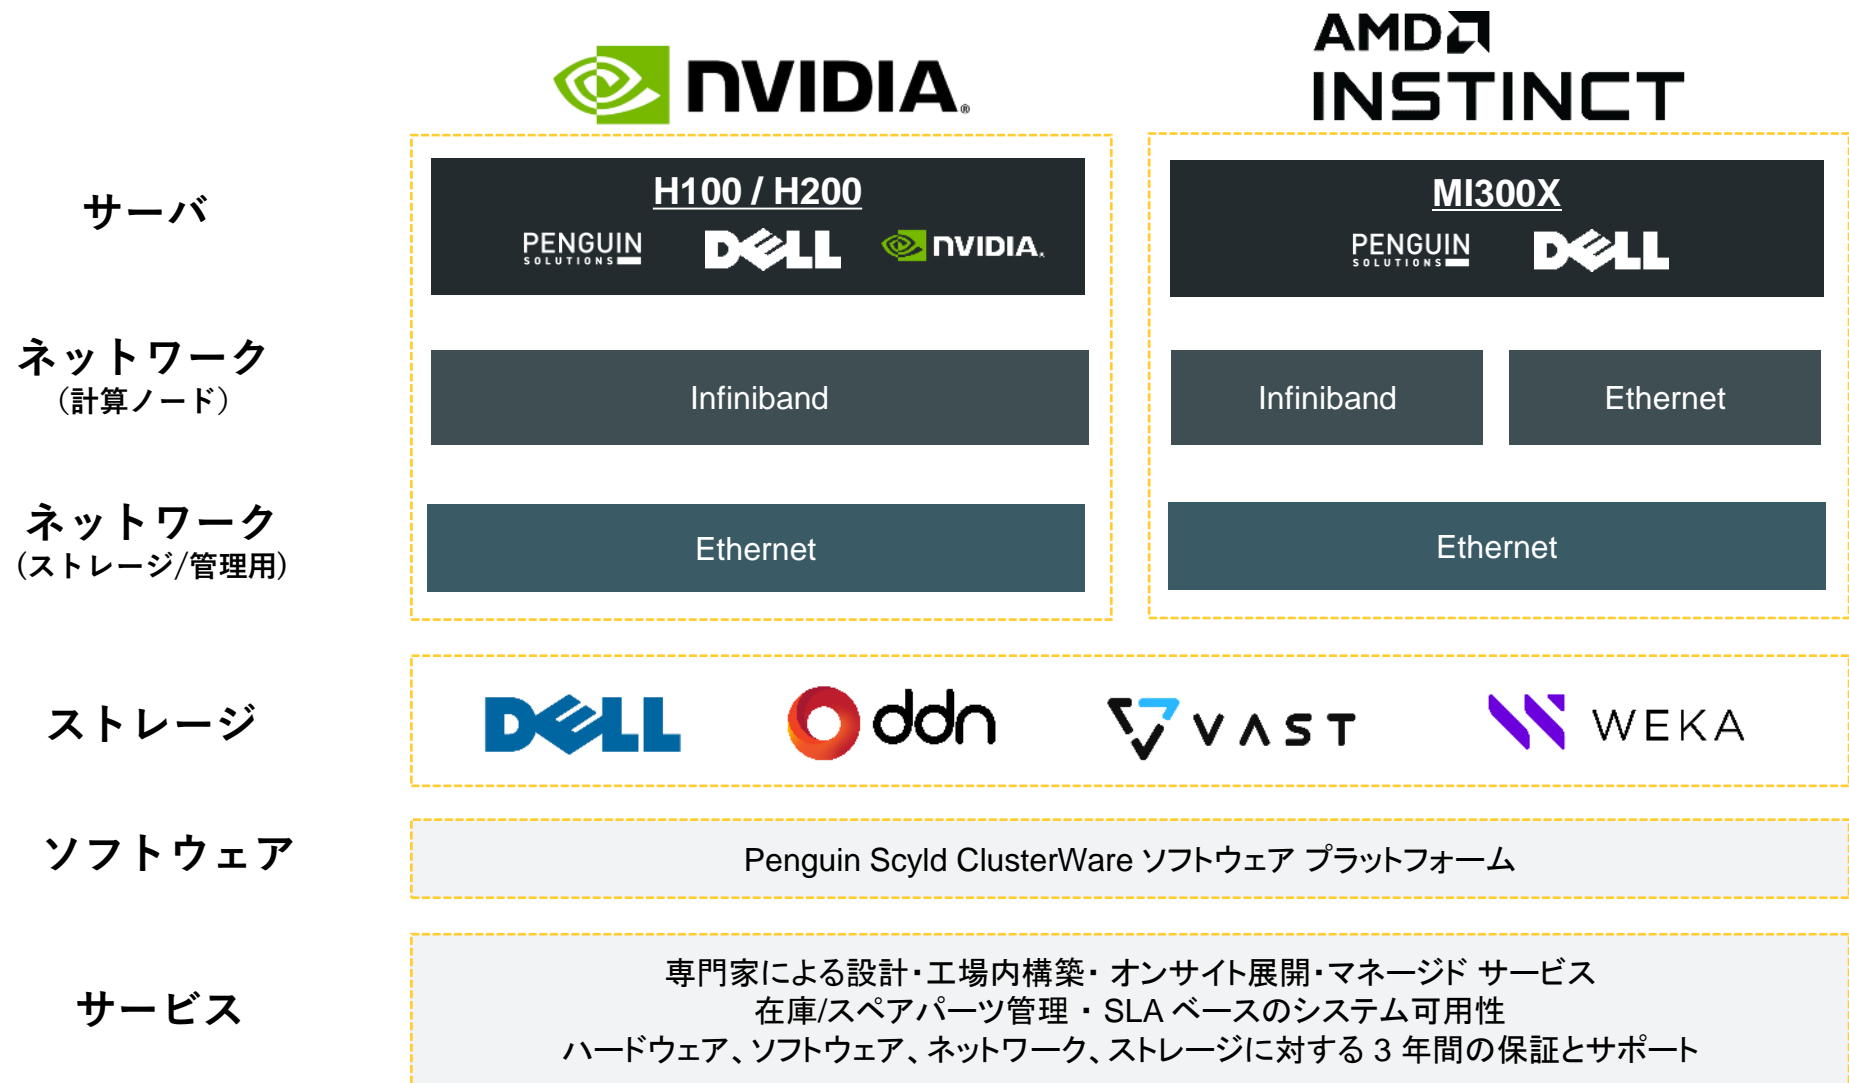 NVIDIA.
AMD
INSTINCT
サーバ
H100 / H200
PENGUIN
SOLUTIONS
DELL
NVIDIA.
MI300X
PENGUIN
SOLUTIONS
DELL
ネットワーク
（計算ノード）
Infiniband
Infiniband
Ethernet
ネットワーク
(ストレージ/管理用)
Ethernet
Ethernet
ストレージ
DELL
ddn
VAST
WEKA
ソフトウェア
Penguin Scyld ClusterWare ソフトウェア プラットフォーム
サービス
専門家による設計・工場内構築・ オンサイト展開・マネージド サービス
在庫/スペアパーツ管理 ・ SLA ベースのシステム可用性
ハードウェア、ソフトウェア、ネットワーク、ストレージに対する 3 年間の保証とサポート